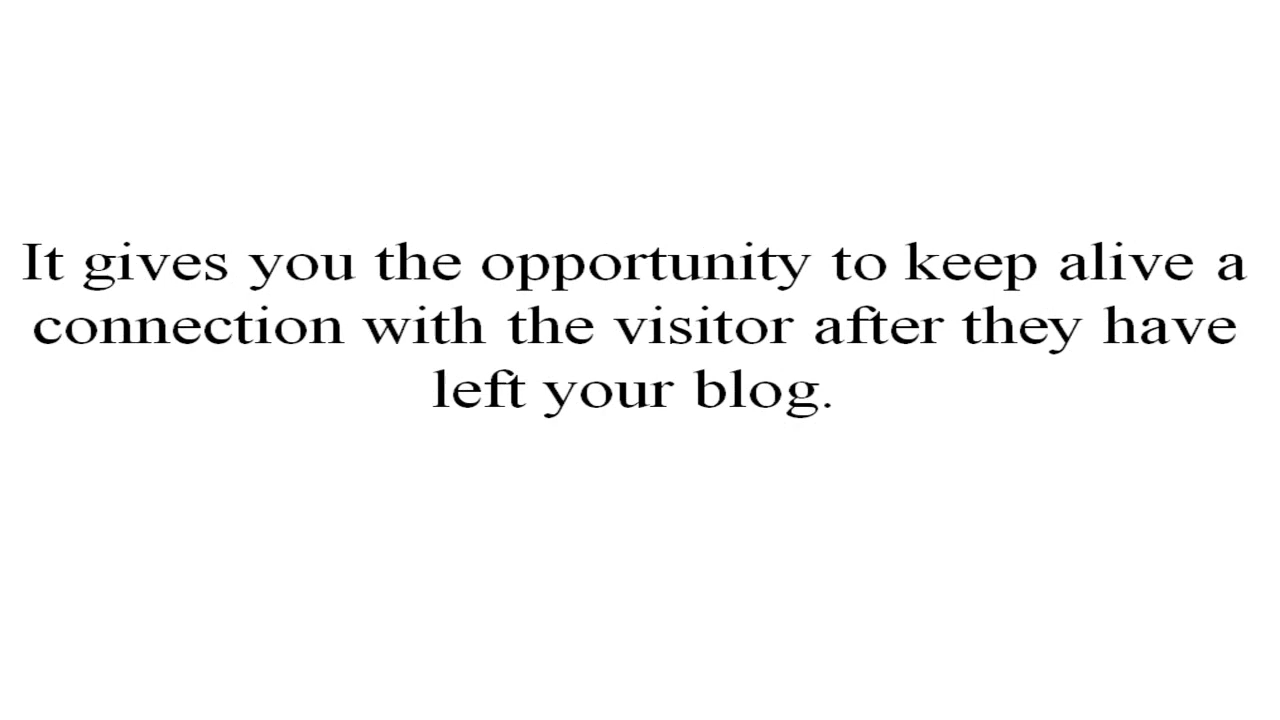 It gives you the opportunity to keep alive a
connection with the visitor after they have
left your blog.